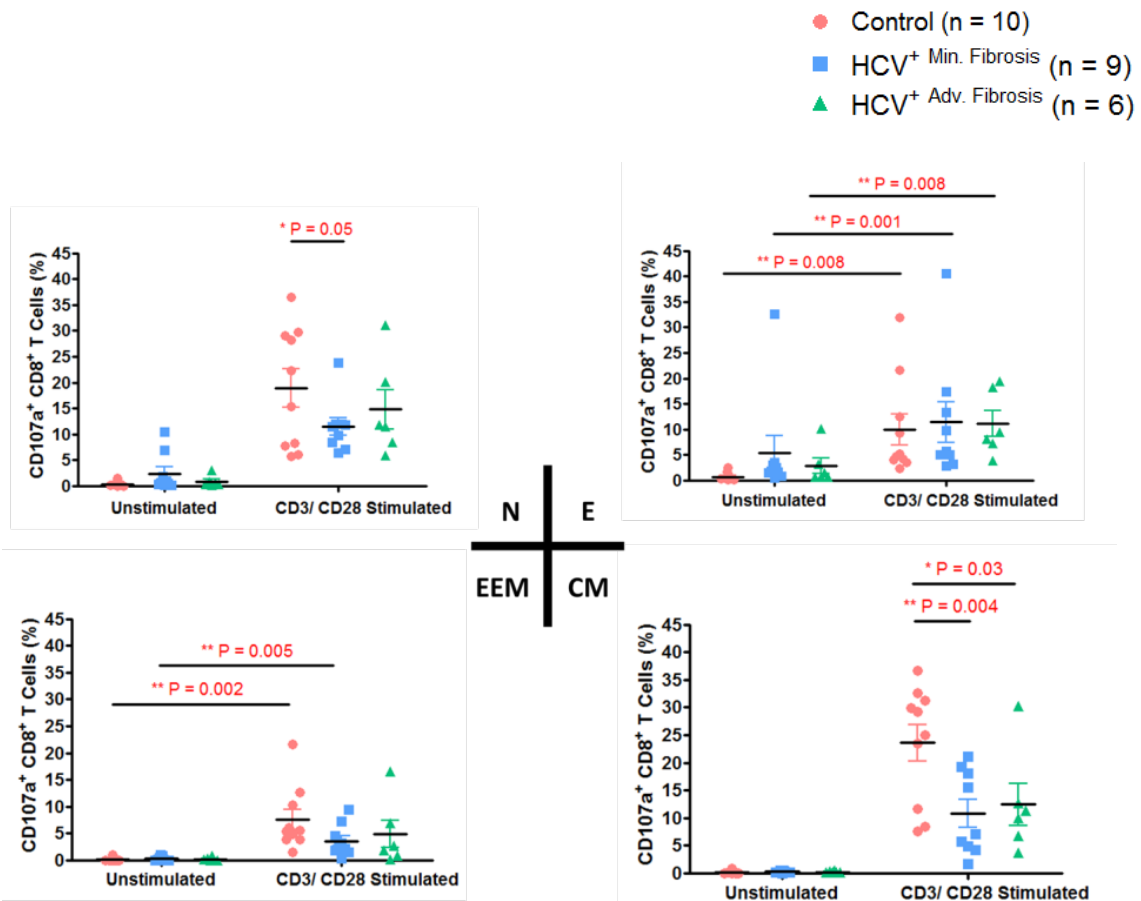 Control (n = 10)
HCV+ Min. Fibrosis (n = 9)
HCV+ Adv. Fibrosis (n = 6)
* P = 0.05
CD107a+ CD8+ T Cells (%)
45
40
35
30
25
20
15
10
5
0
Unstimulated CD3/ CD28 Stimulated
** P = 0.008
** P = 0.001
** P = 0.008
CD107a+ CD8+ T Cells (%)
45
40
35
30
25
20
15
10
5
0
Unstimulated CD3/ CD28 Stimulated
N E
EEM CM
** P = 0.005
** P = 0.002
CD107a+ CD8+ T Cells (%)
45
40
35
30
25
20
15
10
5
0
Unstimulated CD3/ CD28 Stimulated
* P = 0.03
** P = 0.004
CD107a+ CD8+ T Cells (%)
45
40
35
30
25
20
15
10
5
0
Unstimulated CD3/ CD28 Stimulated